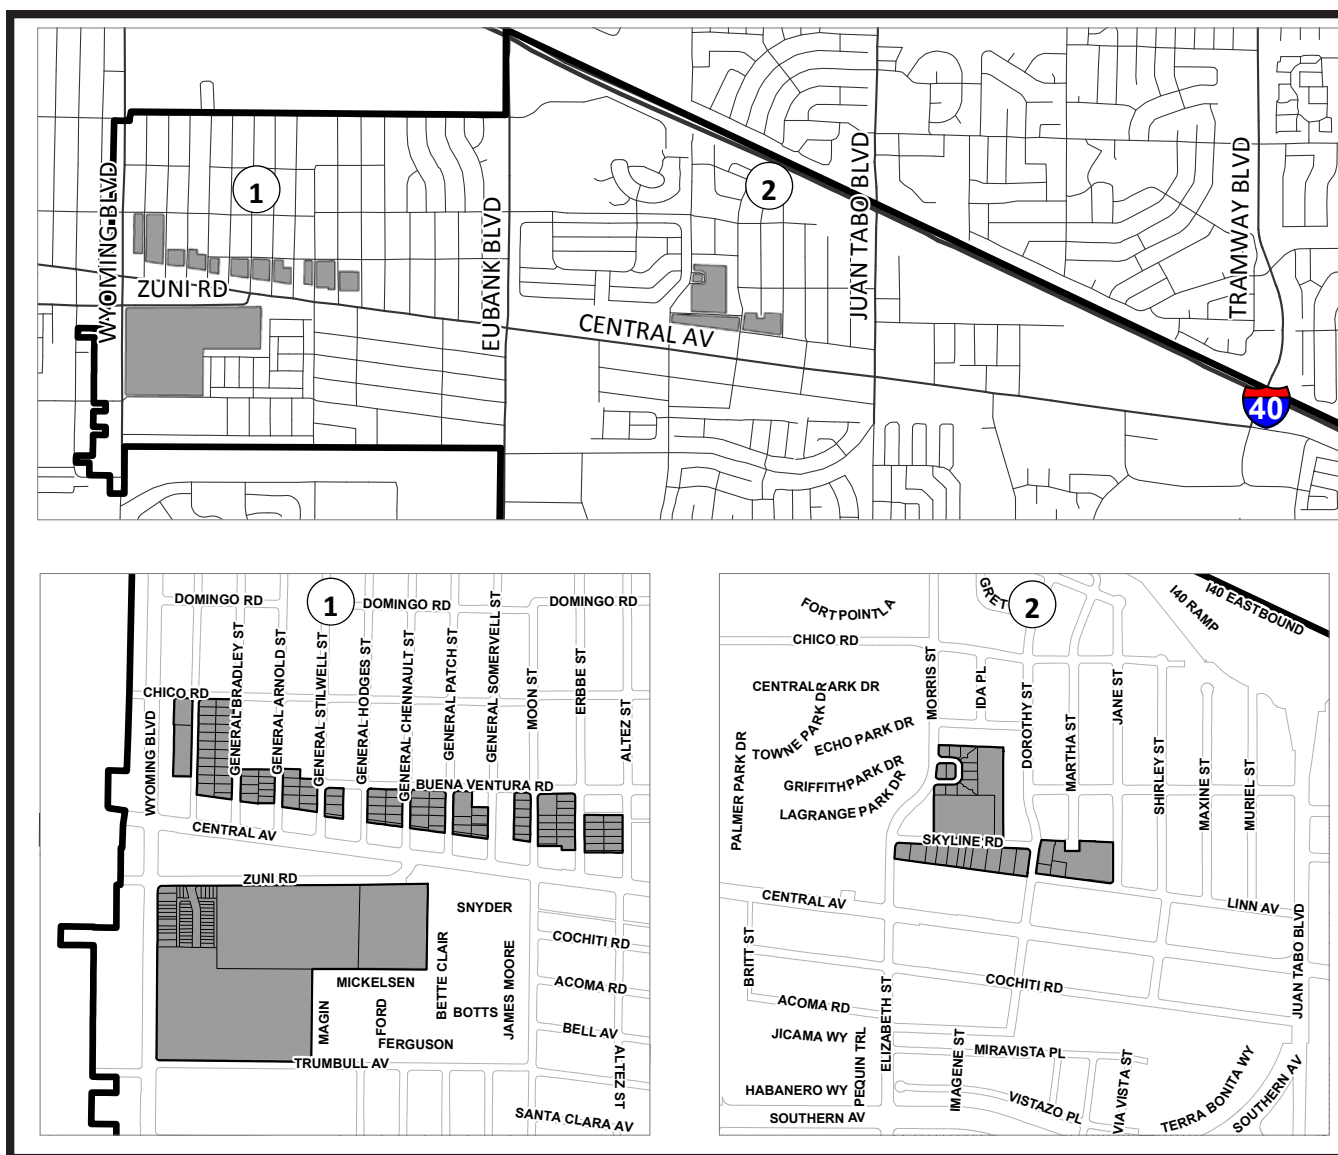 1
2
WYOMING BLVD
ZUNI RD
EUBANK BLVD
CENTRAL AV
JUAN TABO BLVD
TRAMWAY BLVD
40
1
DOMINGO RD
DOMINGO RD
DOMINGO RD
CHICO RD
WYOMING BLVD
GENERAL BRADLEY ST
GENERAL ARNOLD ST
GENERAL STILWELL ST
GENERAL HODGES ST
GENERAL CHENNAULT ST
GENERAL PATCH ST
GENERAL SOMERVELL ST
MOON ST
ERBBE ST
ALTEZ ST
BUENA VENTURA RD
CENTRAL AV
ZUNI RD
SNYDER
COCHITI RD
MICKELSEN
BETTE CLAIR
JAMES MOORE
ACOMA RD
MAGIN
FORD
BOTTS
BELL AV
FERGUSON
TRUMBULL AV
ALTEZ ST
SANTA CLARA AV
2
GRET
I40 RAMP
I40 EASTBOUND
FORT POINT
LA
CHICO RD
MORRIS ST
IDA PL
CENTRAL PARK DR
TOWNE PARK DR
ECHO PARK DR
GRIFFITH PARK DR
LAGRANGE PARK DR
PALMER PARK DR
DOROTHY ST
MARTHA ST
JANE ST
SHIRLEY ST
MAXINE ST
MURIEL ST
SKYLINE RD
CENTRAL AV
LINN AV
BRITT ST
COCHITI RD
JUAN TABO BLVD
ACOMA RD
ELIZABETH ST
JICAMA WY
PEQUIN TRL
IMAGENE ST
MIRAVISTA PL
HABANERO WY
VISTAZO PL
VIA VISTA ST
TERRA BONITA WY
SOUTHERN AV
SOUTHERN AV